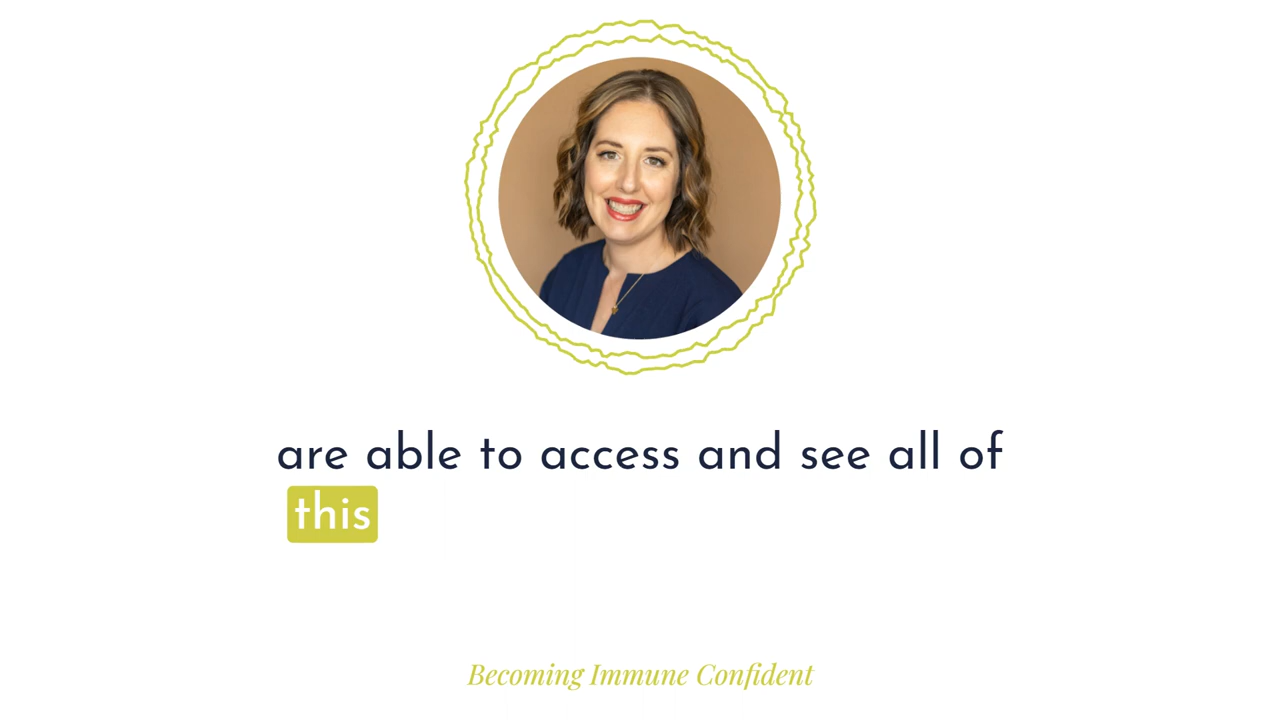 are able to access and see all of
this
Becoming Immune Confident